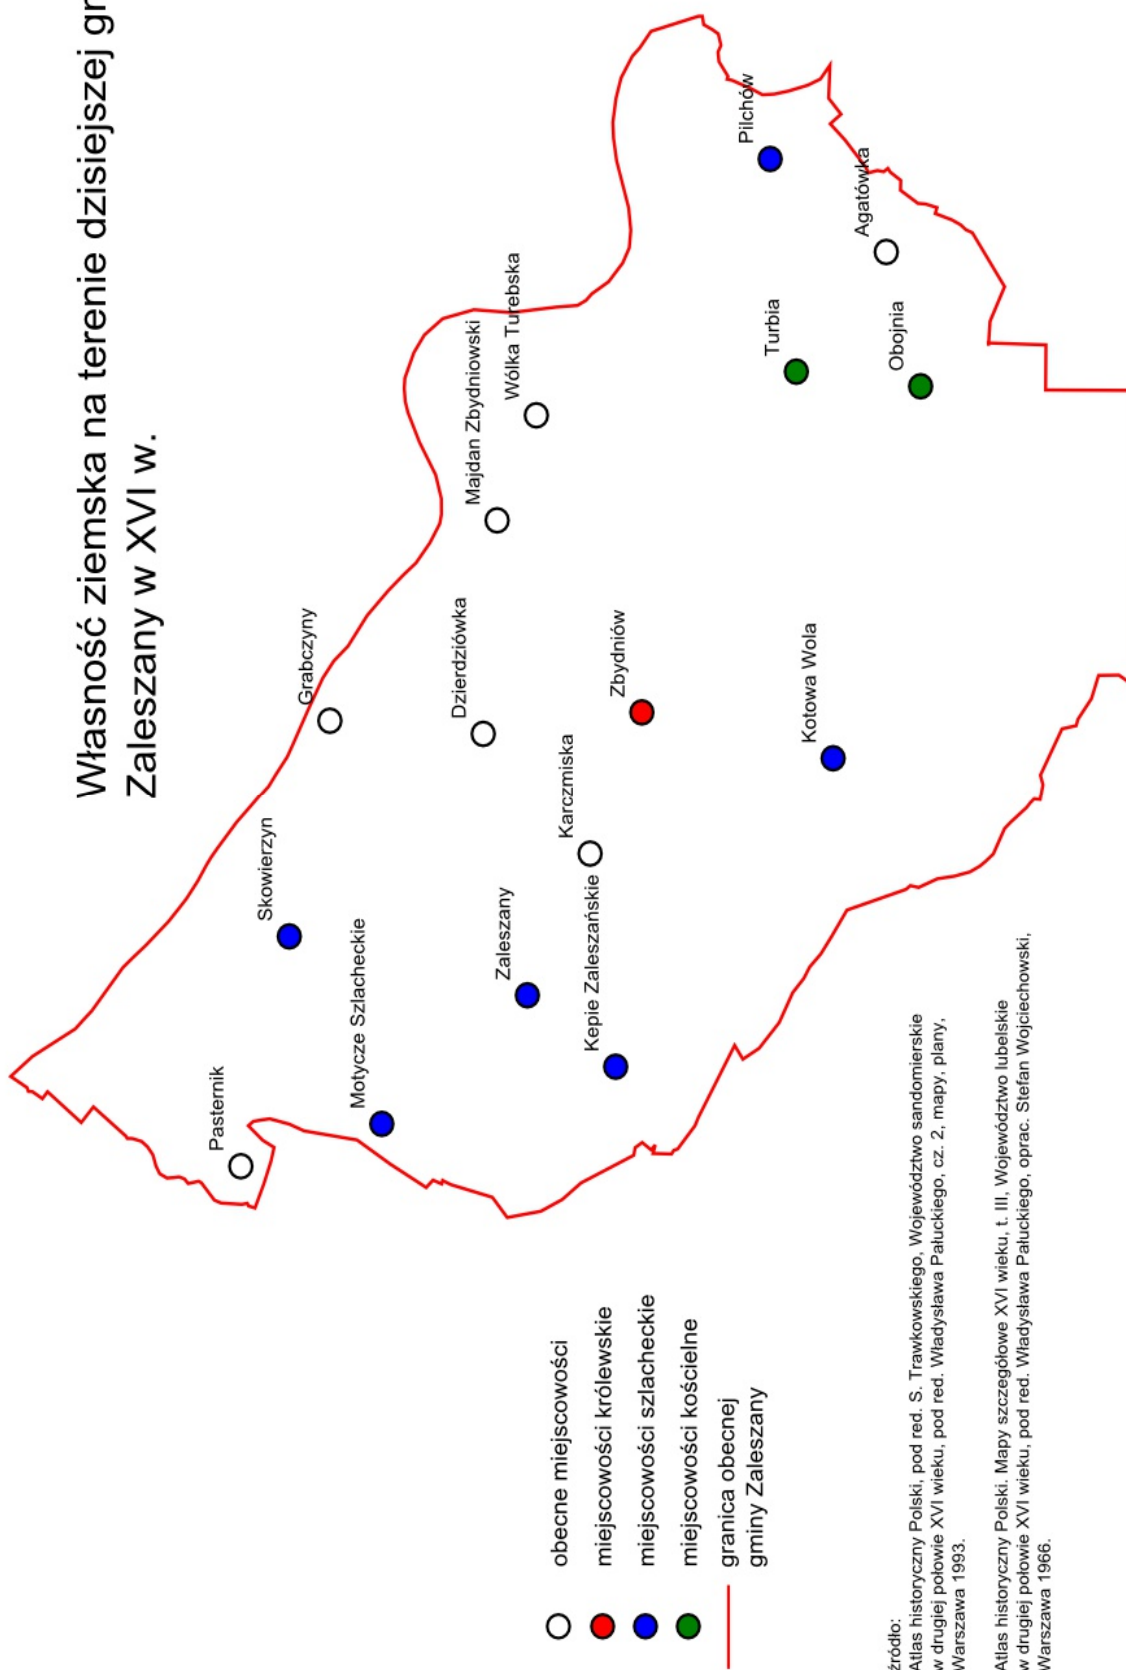 Własność ziemska na terenie dzisiejszej gr
Zaleszany w XVI w.
Pasternik
Skowierzyn
Grabczyny
Motycze Szlacheckie
Dzierdziówka
Majdan Zbydniowski
Wólka Turebska
Zaleszany
Karczmiska
Kepie Zaleszańskie
Zbydniów
Pilchów
Turbia
Kotowa Wola
Agatówka
Obojnia
obecne miejscowości
miejscowości królewskie
miejscowości szlacheckie
miejscowości kościelne
granica obecnej
gminy Zaleszany
źródło:
Atlas historyczny Polski, pod red. S. Trawkowskiego, Województwo sandomierskie
w drugiej połowie XVI wieku, pod red. Władysława Pałuckiego, cz. 2, mapy, plany,
Warszawa 1993.
Atlas historyczny Polski. Mapy szczegółowe XVI wieku, t. III, Województwo lubelskie
w drugiej połowie XVI wieku, pod red. Władysława Pałuckiego, oprac. Stefan Wojciechowski,
Warszawa 1966.